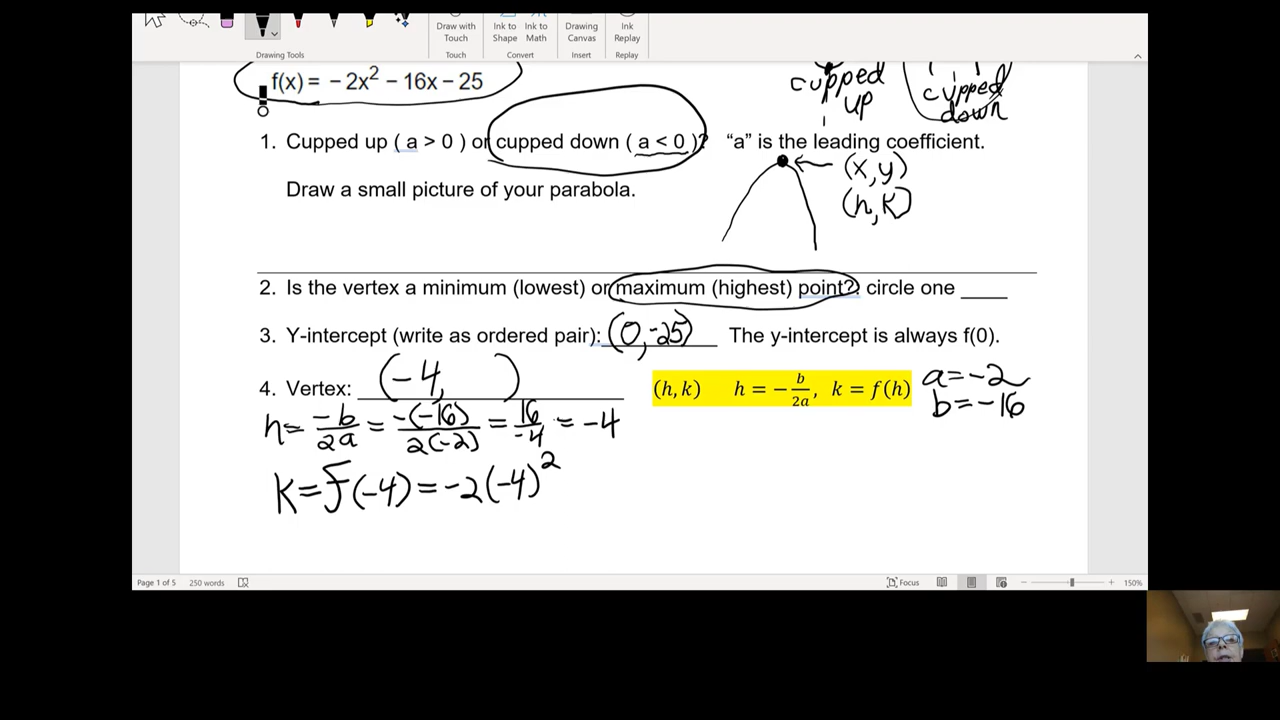 Draw with Touch
Ink to Shape
Ink to Math
Drawing Canvas
Ink Replay
Drawing Tools
Touch
Convert
Insert
Replay
f(x) = − 2x² − 16x − 25
cupped up
cupped down
1. Cupped up ( a > 0 ) or cupped down ( a < 0 )? “a” is the leading coefficient.
(x,y)
Draw a small picture of your parabola.
(h,k)
2. Is the vertex a minimum (lowest) or maximum (highest) point?. circle one ____
3. Y-intercept (write as ordered pair): (0,-25) The y-intercept is always f(0).
4. Vertex: (-4, ) (h, k) h = − b/2a, k = f(h) a=-2
b=-16
h= -b/2a = -(-16)/2(-2) = 16/-4 = -4
K=f(-4)=-2(-4)²
Page 1 of 5 250 words Focus 150%